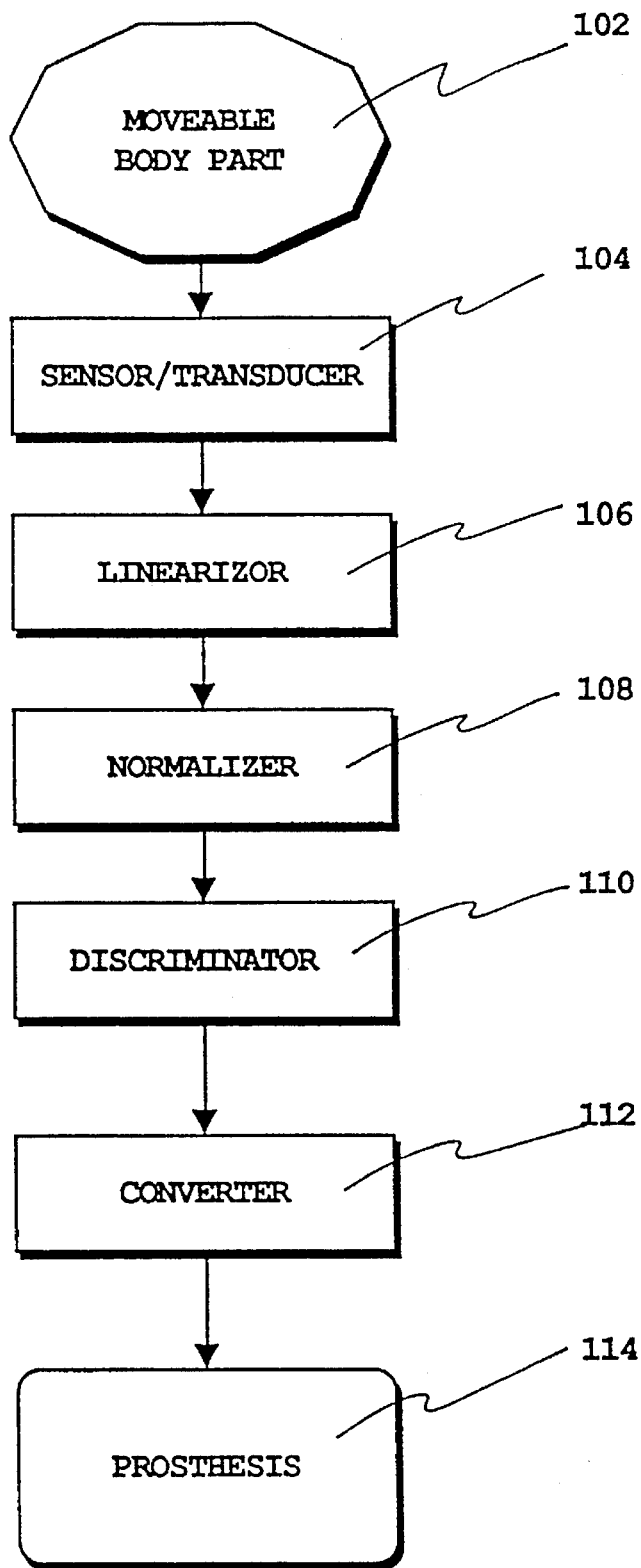 102
MOVEABLE
BODY PART
104
SENSOR/TRANSDUCER
106
LINEARIZOR
108
NORMALIZER
110
DISCRIMINATOR
112
CONVERTER
114
PROSTHESIS